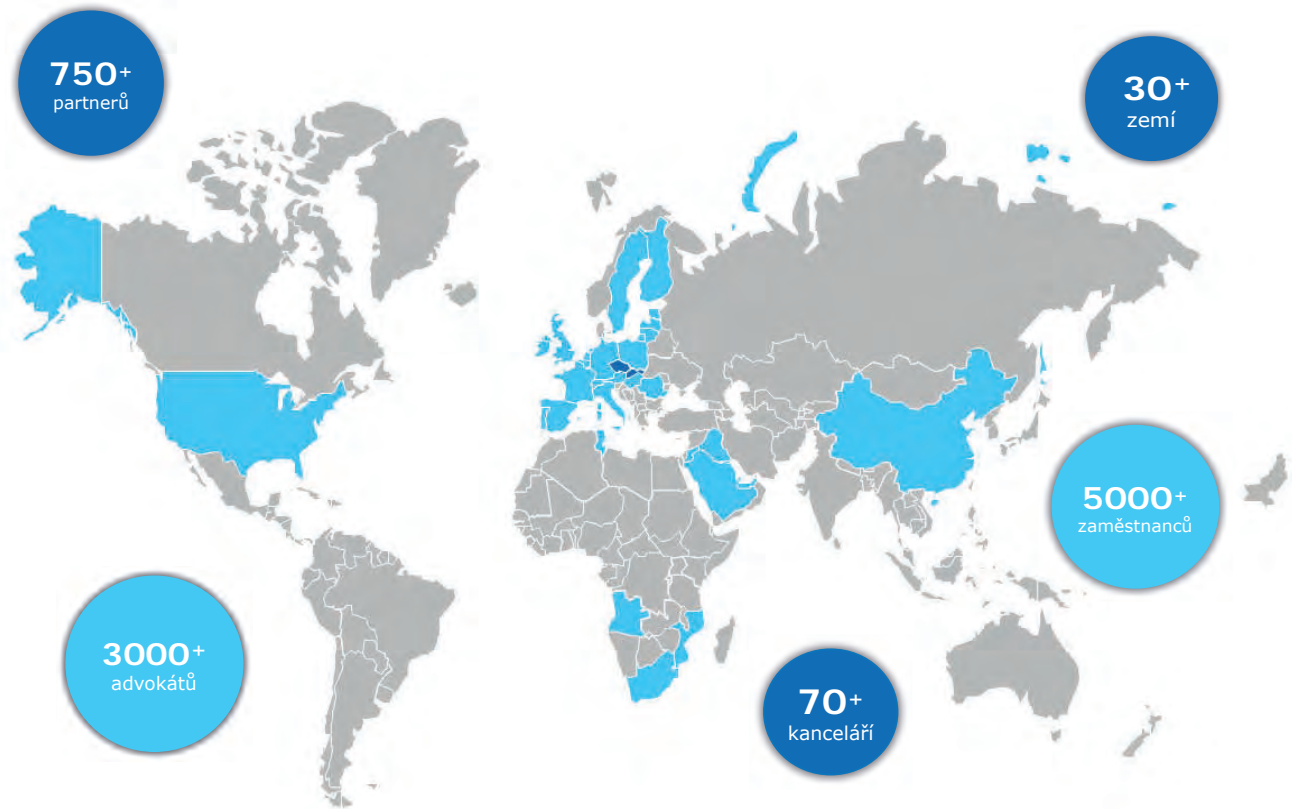 750+
partnerů
30+
zemí
5000+
zaměstnanců
3000+
advokátů
70+
kanceláří